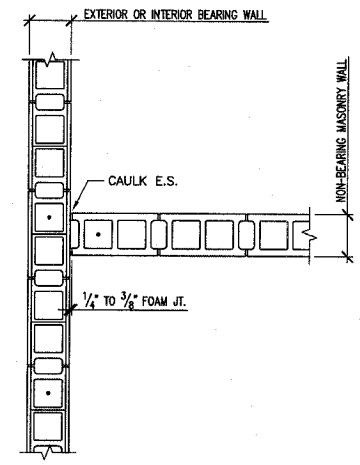 EXTERIOR OR INTERIOR BEARING WALL
NON-BEARING MASONRY WALL
CAULK E.S.
1/4" TO 3/8" FOAM JT.